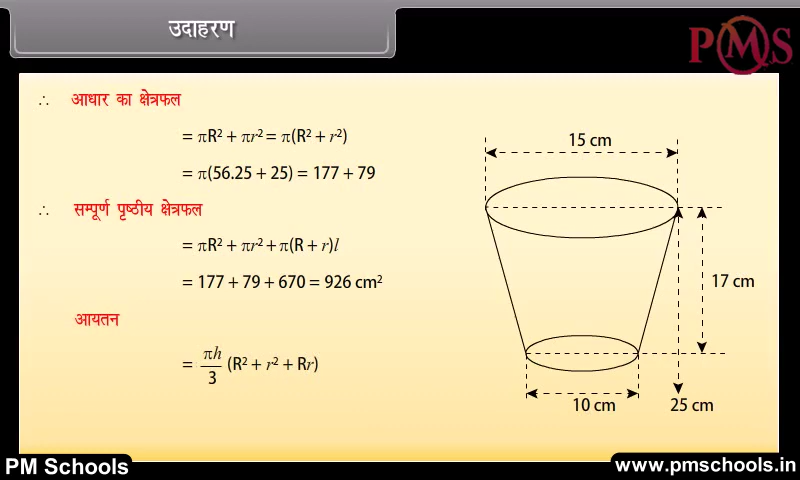 उदाहरण
PMS
∴ आधार का क्षेत्रफल
= πR² + πr² = π(R² + r²)
= π(56.25 + 25) = 177 + 79
∴ सम्पूर्ण पृष्ठीय क्षेत्रफल
= πR² + πr² + π(R + r)l
= 177 + 79 + 670 = 926 cm²
आयतन
= πh/3 (R² + r² + Rr)
15 cm
17 cm
10 cm
25 cm
PM Schools
www.pmschools.in